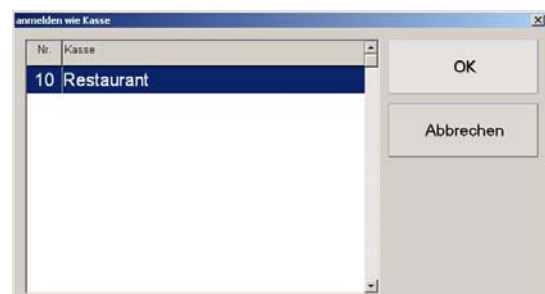 anmelden wie Kasse
Nr. Kasse
10 Restaurant
OK
Abbrechen